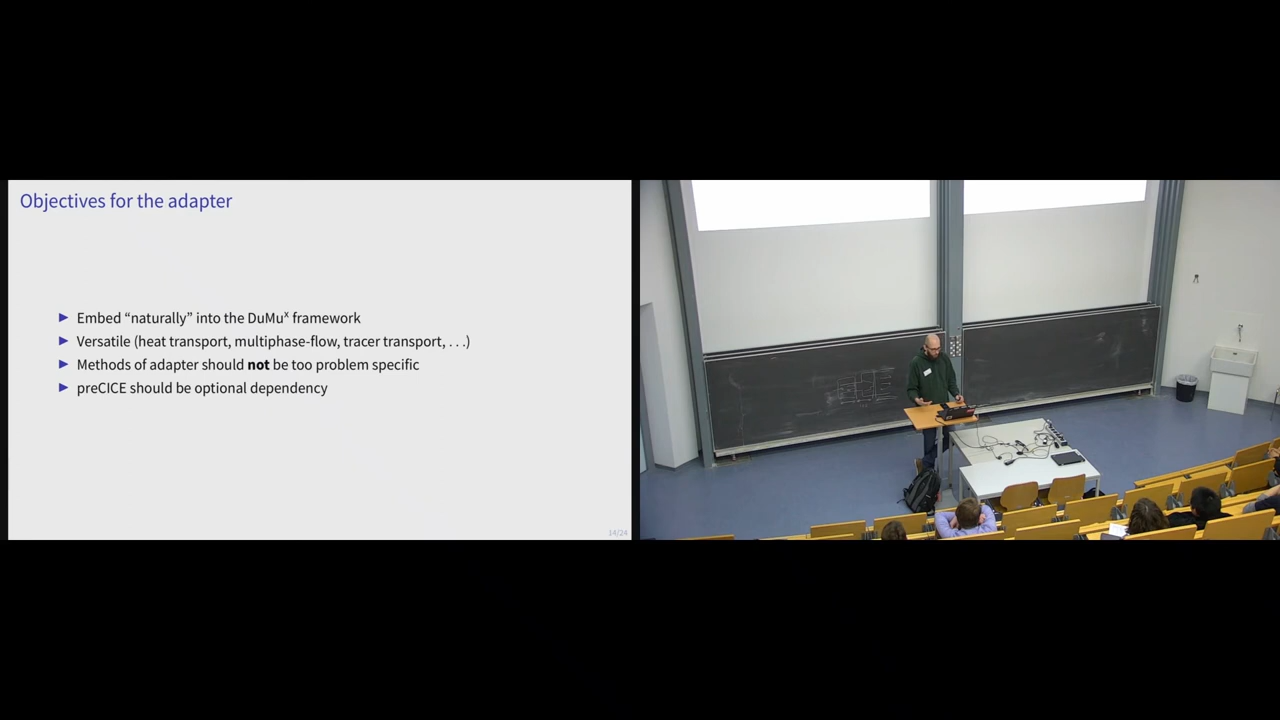 Objectives for the adapter
▶ Embed “naturally” into the DuMuˣ framework
▶ Versatile (heat transport, multiphase-flow, tracer transport, . . .)
▶ Methods of adapter should not be too problem specific
▶ preCICE should be optional dependency
14/24